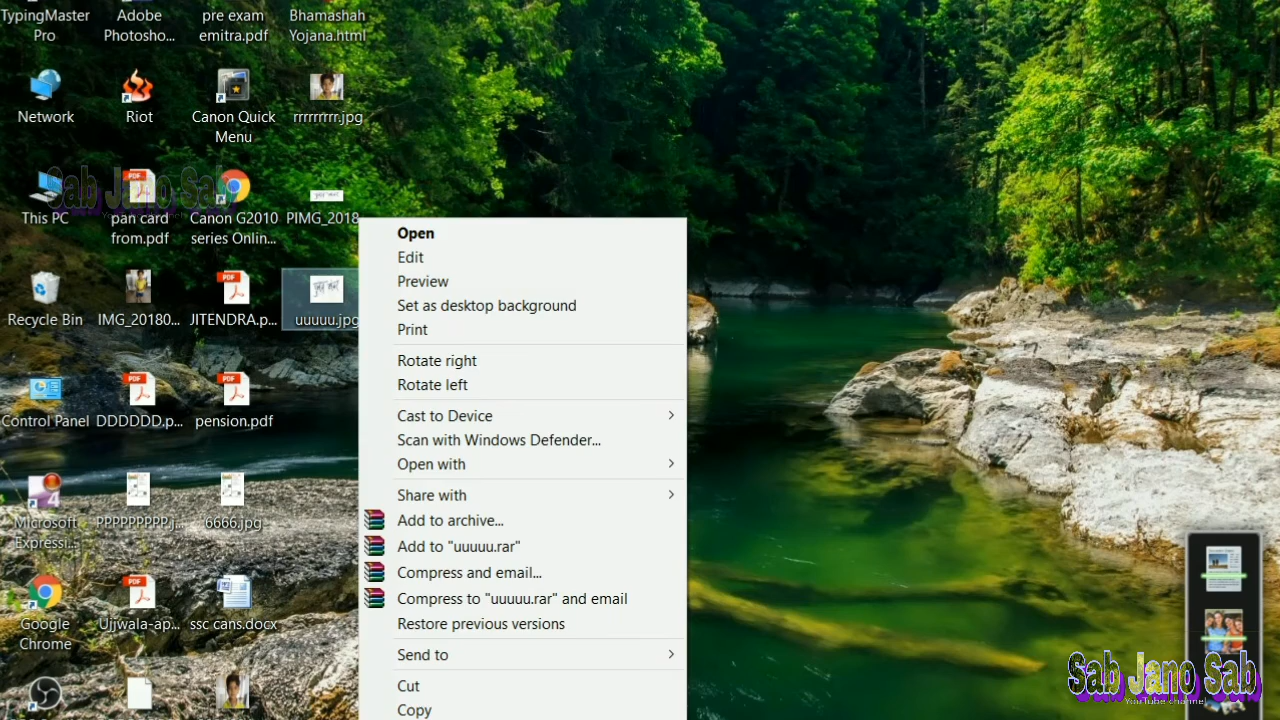 TypingMaster
Pro
Adobe
Photosho...
pre exam
emitra.pdf
Bhamashah
Yojana.html
Network
Riot
Canon Quick
Menu
rrrrrrrrr.jpg
This PC
pan card
from.pdf
Canon G2010
series Onlin...
PIMG_2018
Sab Jano Sab
Recycle Bin
IMG_20180...
JITENDRA.p...
uuuuu.jpg
Control Panel
DDDDDD.p...
pension.pdf
Microsoft
Expressi...
PPPPPPPPP.j...
6666.jpg
Google
Chrome
Ujjwala-ap...
ssc cans.docx
Open
Edit
Preview
Set as desktop background
Print
Rotate right
Rotate left
Cast to Device
Scan with Windows Defender...
Open with
Share with
Add to archive...
Add to "uuuuu.rar"
Compress and email...
Compress to "uuuuu.rar" and email
Restore previous versions
Send to
Cut
Copy
Sab Jano Sab
YouTube channel